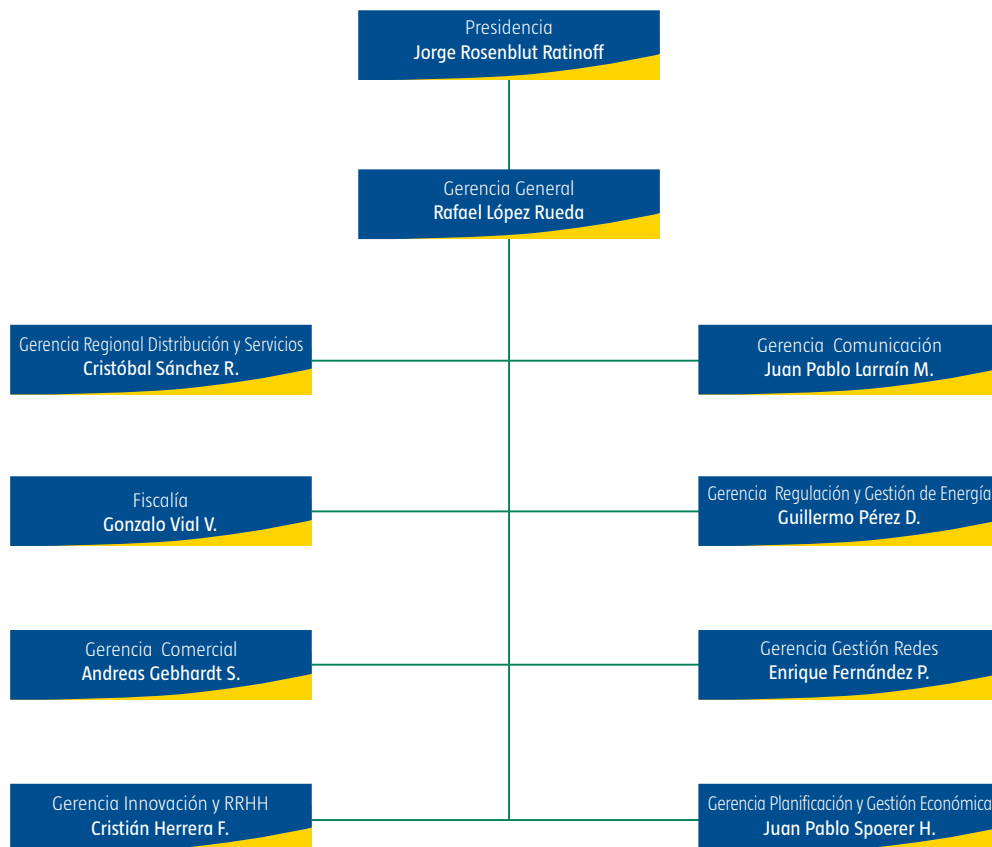 Presidencia
Jorge Rosenblut Ratinoff
Gerencia General
Rafael López Rueda
Gerencia Regional Distribución y Servicios
Cristóbal Sánchez R.
Gerencia Comunicación
Juan Pablo Larraín M.
Fiscalía
Gonzalo Vial V.
Gerencia Regulación y Gestión de Energía
Guillermo Pérez D.
Gerencia Comercial
Andreas Gebhardt S.
Gerencia Gestión Redes
Enrique Fernández P.
Gerencia Innovación y RRHH
Cristián Herrera F.
Gerencia Planificación y Gestión Económica
Juan Pablo Spoerer H.